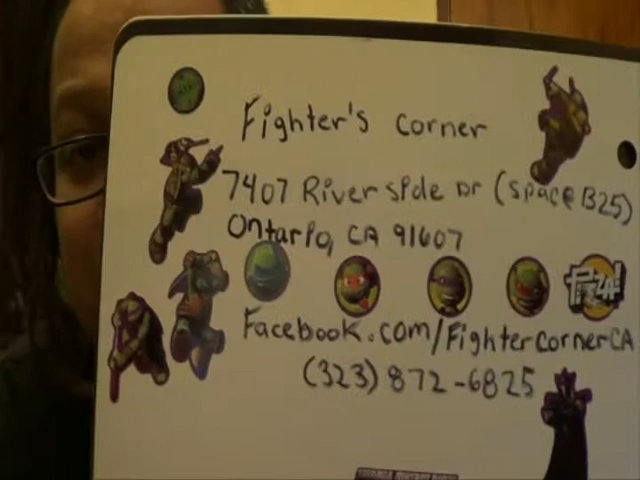 Fighter's corner
7407 Riverside Dr (space B25)
Ontario, CA 91607
Facebook.com/FighterCornerCA
(323) 872-6825